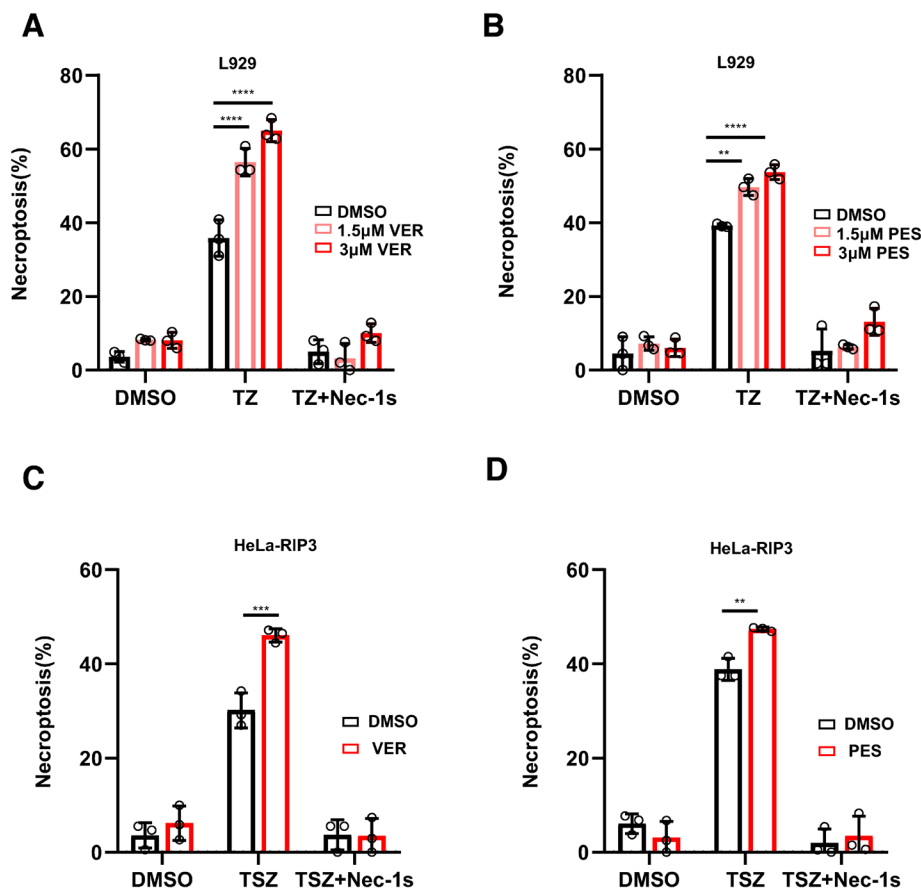 A
L929
Necroptosis(%)
80
60
40
20
0
****
****
DMSO
1.5μM VER
3μM VER
DMSO
TZ
TZ+Nec-1s
B
L929
Necroptosis(%)
80
60
40
20
0
****
**
DMSO
1.5μM PES
3μM PES
DMSO
TZ
TZ+Nec-1s
C
HeLa-RIP3
Necroptosis(%)
60
40
20
0
***
DMSO
VER
DMSO
TSZ
TSZ+Nec-1s
D
HeLa-RIP3
Necroptosis(%)
60
40
20
0
**
DMSO
PES
DMSO
TSZ
TSZ+Nec-1s